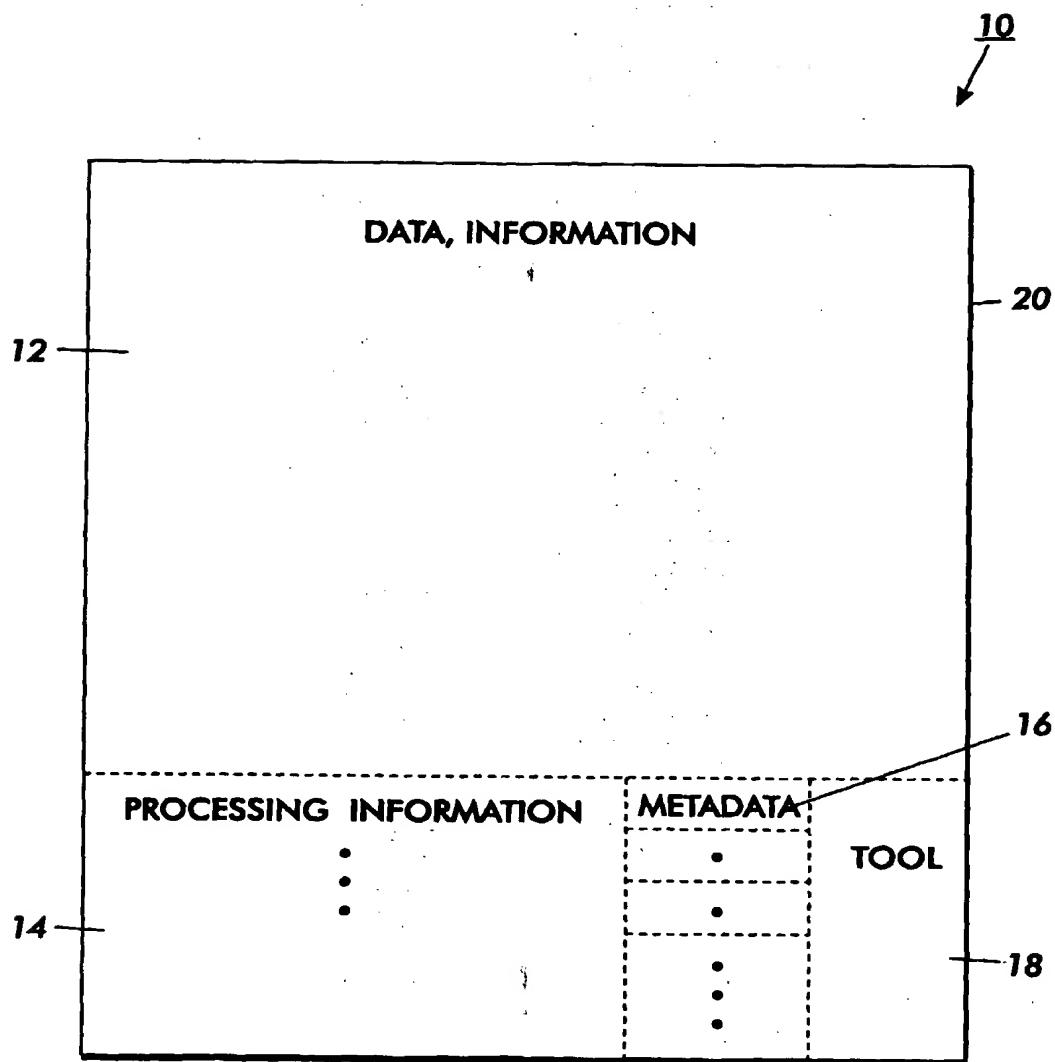 10
DATA, INFORMATION
20
12
16
PROCESSING INFORMATION
METADATA
TOOL
14
18